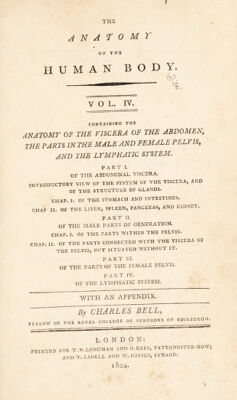 THE
ANATOMY
OF THE
HUMAN BODY.
VOL. IV.
CONTAINING THE
ANATOMY OF THE VISCERA OF THE ABDOMEN,
THE PARTS IN THE MALE AND FEMALE PELVIS,
AND THE LYMPHATIC SYSTEM.
PART I.
OF THE ABDOMINAL VISCERA.
INTRODUCTORY VIEW OF THE SYSTEM OF THE VISCERA, AND
OF THE STRUCTURE OF GLANDS.
CHAP. I. OF THE STOMACH AND INTESTINES.
CHAP. II. OF THE LIVER, SPLEEN, PANCREAS, AND KIDNEY.
PART II.
OF THE MALE PARTS OF GENERATION.
CHAP. I. OF THE PARTS WITHIN THE PELVIS.
CHAP. II. OF THE PARTS CONNECTED WITH THE VISCERA OF
THE PELVIS, BUT SITUATED WITHOUT IT.
PART III.
OF THE PARTS OF THE FEMALE PELVIS.
PART IV.
OF THE LYMPHATIC SYSTEM.
WITH AN APPENDIX.
By CHARLES BELL,
FELLOW OF THE ROYAL COLLEGE OF SURGEONS OF EDINBURGH.
LONDON:
PRINTED FOR T. N. LONGMAN AND O. REES, PATERNOSTER-ROW;
AND T. CADELL AND W. DAVIES, STRAND.
1804.